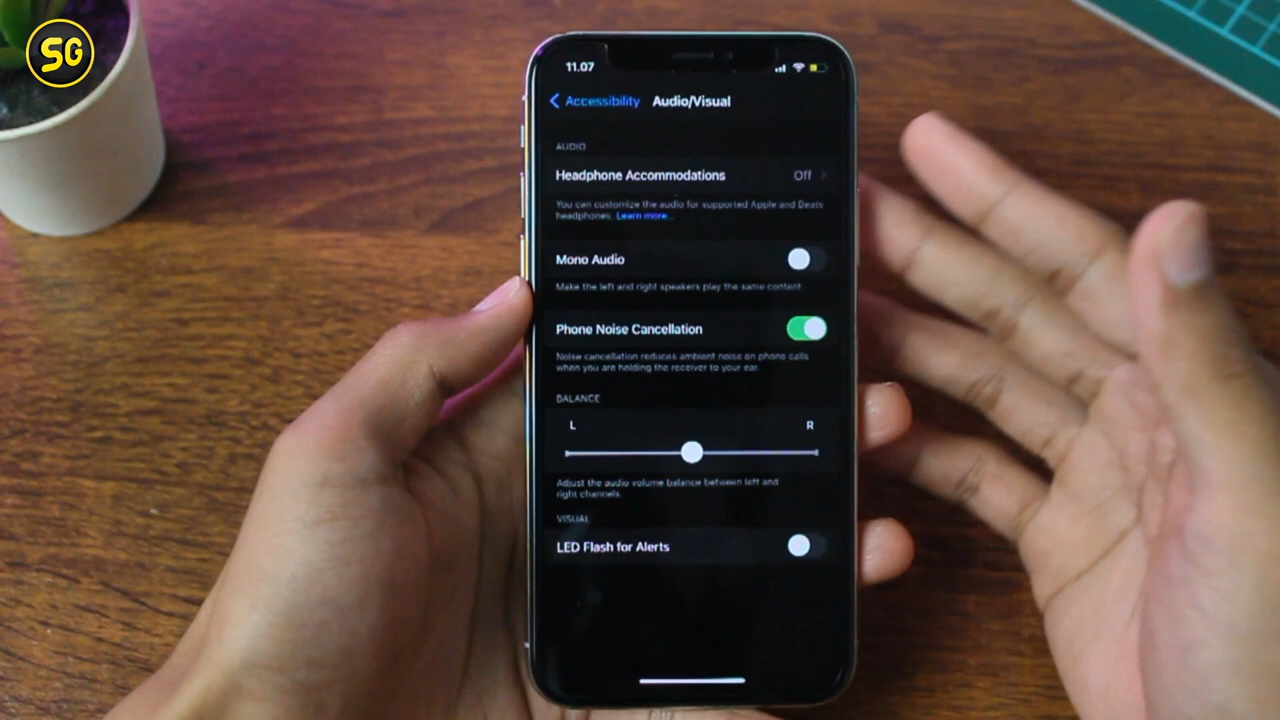 SG
11.07
Accessibility Audio/Visual
AUDIO
Headphone Accommodations Off
You can customize the audio for supported Apple and Beats
headphones. Learn more...
Mono Audio
Make the left and right speakers play the same content.
Phone Noise Cancellation
Noise cancellation reduces ambient noise on phone calls
when you are holding the receiver to your ear.
BALANCE
L R
Adjust the audio volume balance between left and
right channels.
VISUAL
LED Flash for Alerts